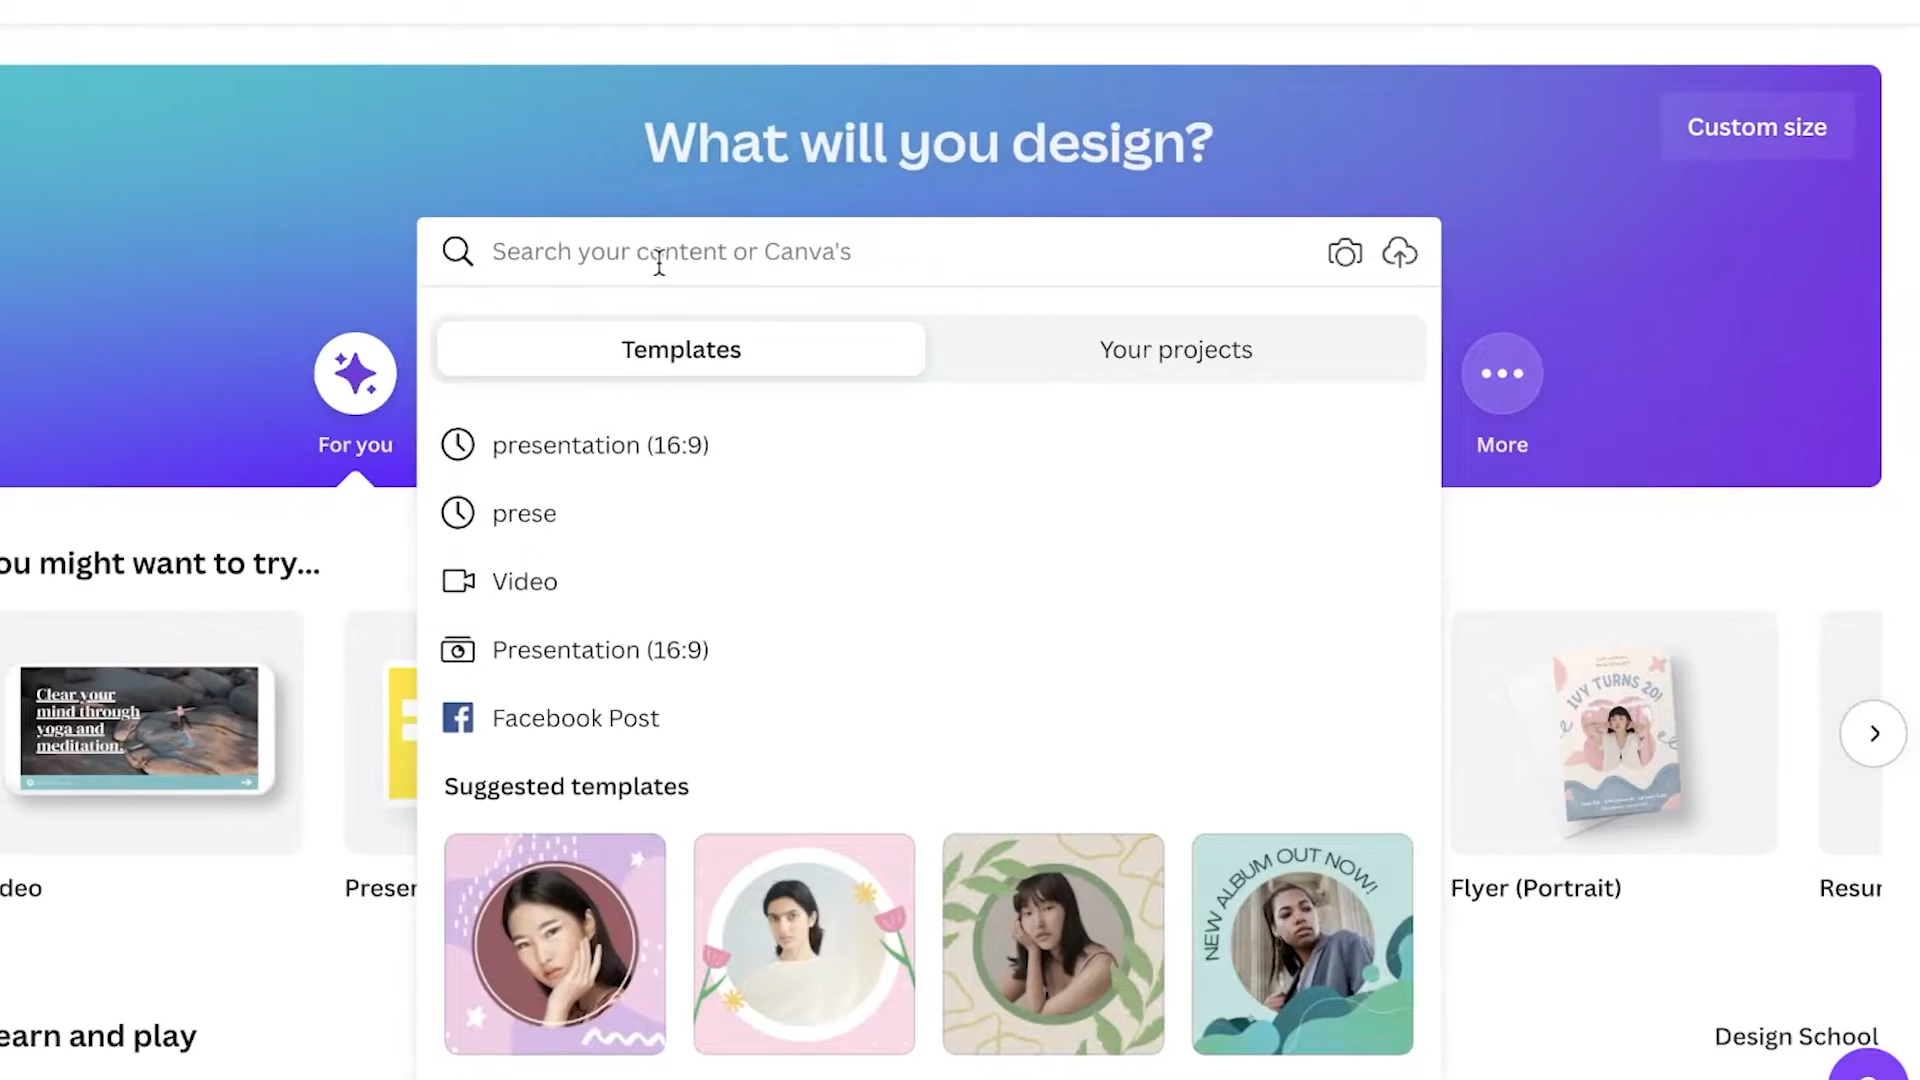 What will you design?
Custom size
Search your content or Canva's
Templates
Your projects
For you
More
presentation (16:9)
prese
Video
Presentation (16:9)
Facebook Post
Suggested templates
ou might want to try...
Clear your
mind through
yoga and
meditation.
IVY TURNS 20!
deo
Presen
Flyer (Portrait)
Resum
NEW ALBUM OUT NOW!
earn and play
Design School